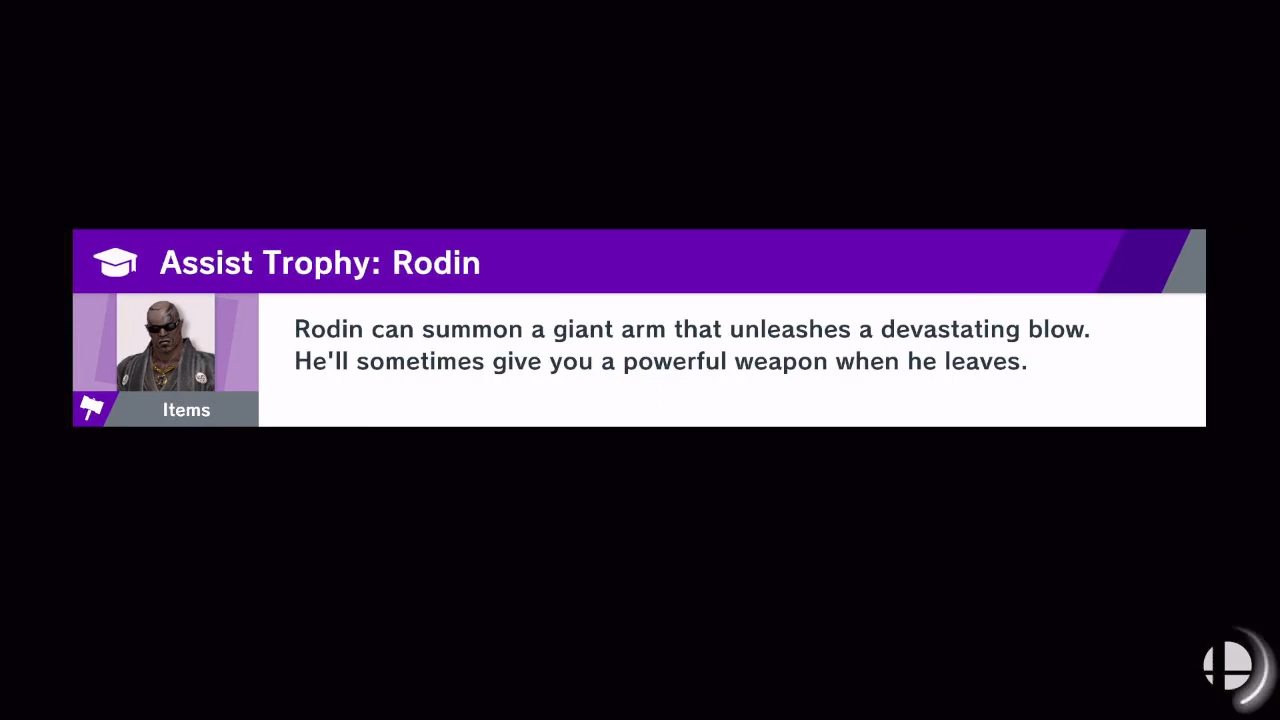 Assist Trophy: Rodin
Rodin can summon a giant arm that unleashes a devastating blow.
He'll sometimes give you a powerful weapon when he leaves.
Items